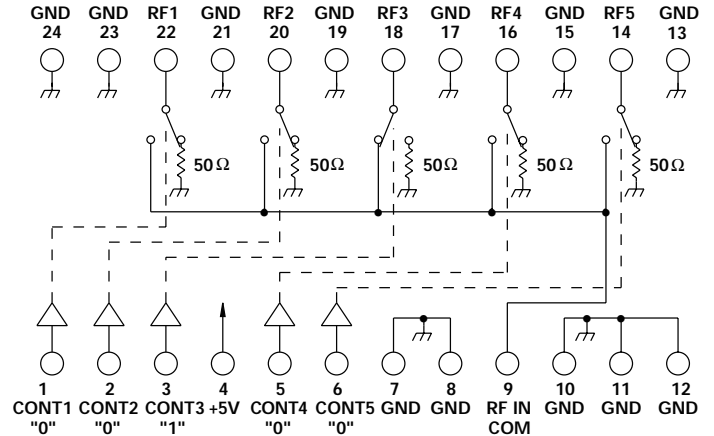 GND GND RF1 GND RF2 GND RF3 GND RF4 GND RF5 GND
24 23 22 21 20 19 18 17 16 15 14 13
50Ω 50Ω 50Ω 50Ω 50Ω
1 2 3 4 5 6 7 8 9 10 11 12
CONT1 CONT2 CONT3 +5V CONT4 CONT5 GND GND RF IN GND GND GND
"0" "0" "1" "0" "0" COM